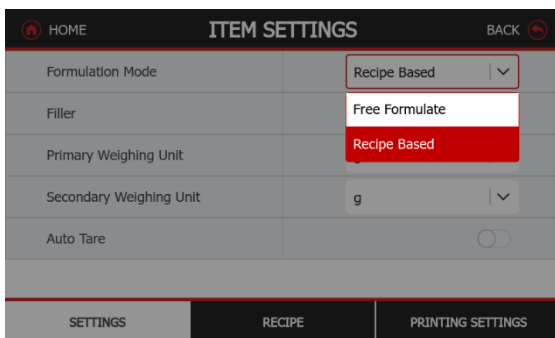 HOME
ITEM SETTINGS
BACK
Formulation Mode
Recipe Based
Filler
Free Formulate
Recipe Based
Primary Weighing Unit
Secondary Weighing Unit
g
Auto Tare
SETTINGS
RECIPE
PRINTING SETTINGS